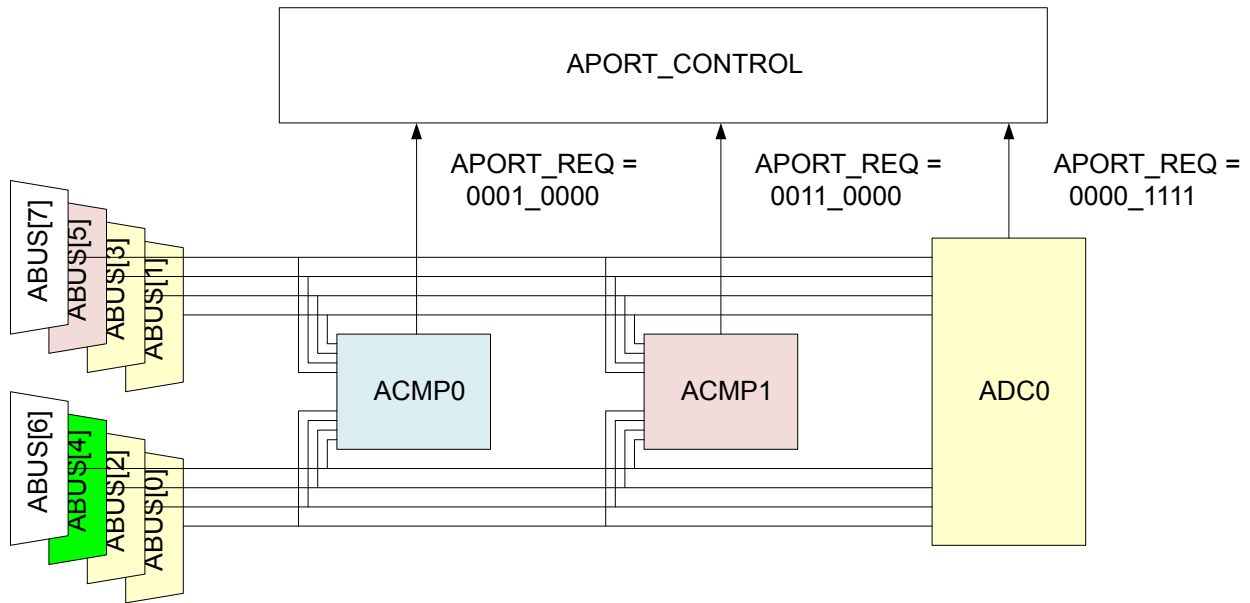 APORT_CONTROL
APORT_REQ =
0001_0000
APORT_REQ =
0011_0000
APORT_REQ =
0000_1111
ABUS[7]
ABUS[5]
ABUS[3]
ABUS[1]
ACMP0
ACMP1
ADC0
ABUS[6]
ABUS[4]
ABUS[2]
ABUS[0]